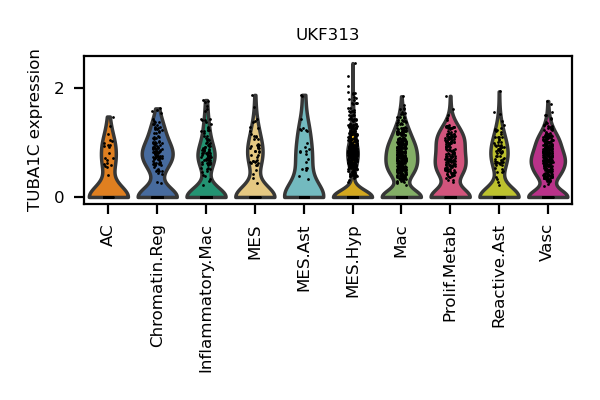 UKF313
TUBA1C expression
2
0
AC
Chromatin.Reg
Inflammatory.Mac
MES
MES.Ast
MES.Hyp
Mac
Prolif.Metab
Reactive.Ast
Vasc